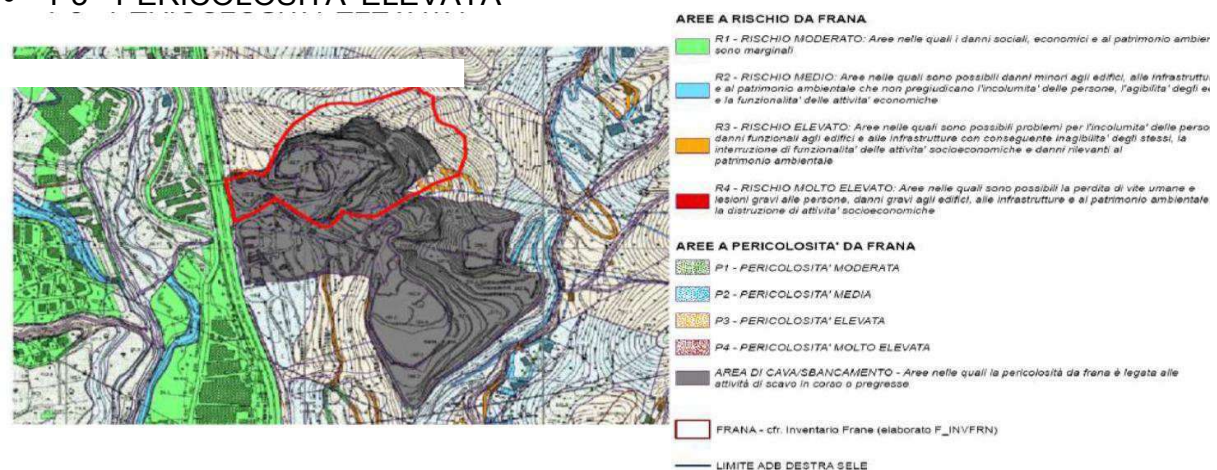 P3 - PERICOLOSITA' ELEVATA
AREE A RISCHIO DA FRANA
R1 - RISCHIO MODERATO: Aree nelle quali i danni sociali, economici e al patrimonio ambien
sono marginali
R2 - RISCHIO MEDIO: Aree nelle quali sono possibili danni minori agli edifici, alle infrastruttu
e al patrimonio ambientale che non pregiudicano l'incolumita' delle persone, l'agibilita' degli ed
e la funzionalita' delle attivita' economiche
R3 - RISCHIO ELEVATO: Aree nelle quali sono possibili problemi per l'incolumita' delle perso
danni funzionali agli edifici e alle infrastrutture con conseguente inagibilita' degli stessi, la
interruzione di funzionalita' delle attivita' socioeconomiche e danni rilevanti al
patrimonio ambientale
R4 - RISCHIO MOLTO ELEVATO: Aree nelle quali sono possibili la perdita di vite umane e
lesioni gravi alle persone, danni gravi agli edifici, alle infrastrutture e al patrimonio ambientale
la distruzione di attivita' socioeconomiche
AREE A PERICOLOSITA' DA FRANA
P1 - PERICOLOSITA' MODERATA
P2 - PERICOLOSITA' MEDIA
P3 - PERICOLOSITA' ELEVATA
P4 - PERICOLOSITA' MOLTO ELEVATA
AREA DI CAVA/SBANCAMENTO - Aree nelle quali la pericolosità da frana è legata alle
attività di scavo in corso o pregresse
FRANA - cfr. Inventario Frane (elaborato F_INVFRN)
LIMITE ADB DESTRA SELE